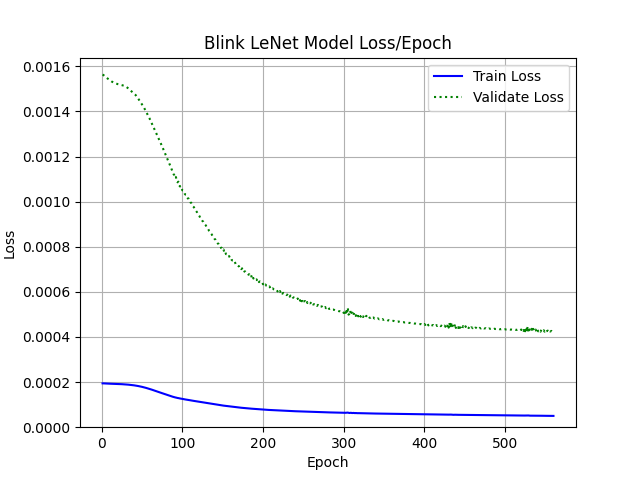 Blink LeNet Model Loss/Epoch
Train Loss
Validate Loss
Loss
0.0016
0.0014
0.0012
0.0010
0.0008
0.0006
0.0004
0.0002
0.0000
0 100 200 300 400 500
Epoch